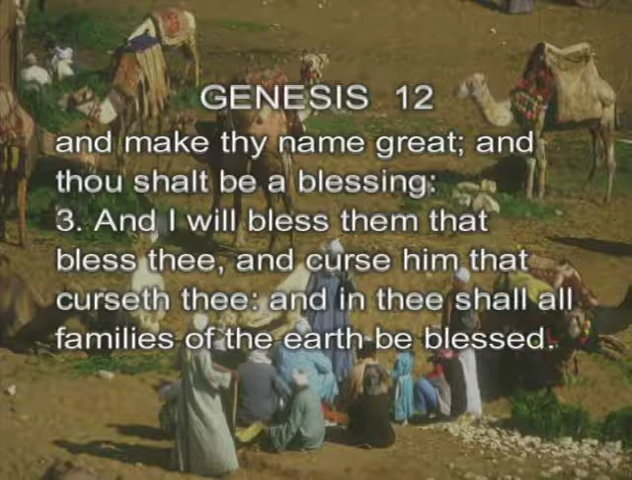 GENESIS 12
and make thy name great; and
thou shalt be a blessing:
3. And I will bless them that
bless thee, and curse him that
curseth thee: and in thee shall all
families of the earth be blessed.